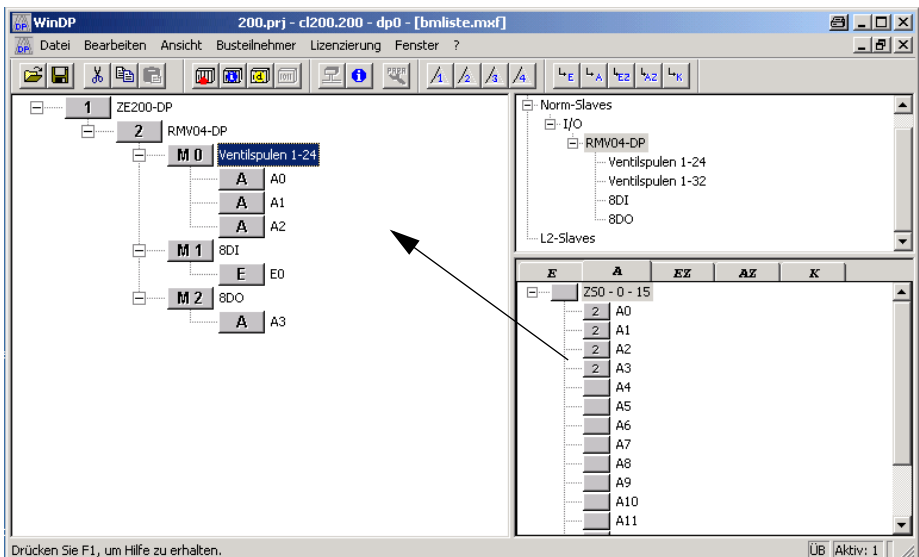 WinDP 200.prj - cl200.200 - dp0 - [bmliste.mxf]
Datei Bearbeiten Ansicht Busteilnehmer Lizenzierung Fenster ?
1 ZE200-DP
2 RMV04-DP
M 0 Ventilspulen 1-24
A A0
A A1
A A2
M 1 8DI
E E0
M 2 8DO
A A3
Norm-Slaves
I/O
RMV04-DP
Ventilspulen 1-24
Ventilspulen 1-32
8DI
8DO
L2-Slaves
E A EZ AZ K
ZS0 - 0 - 15
2 A0
2 A1
2 A2
2 A3
A4
A5
A6
A7
A8
A9
A10
A11
Drücken Sie F1, um Hilfe zu erhalten. ÜB Aktiv: 1